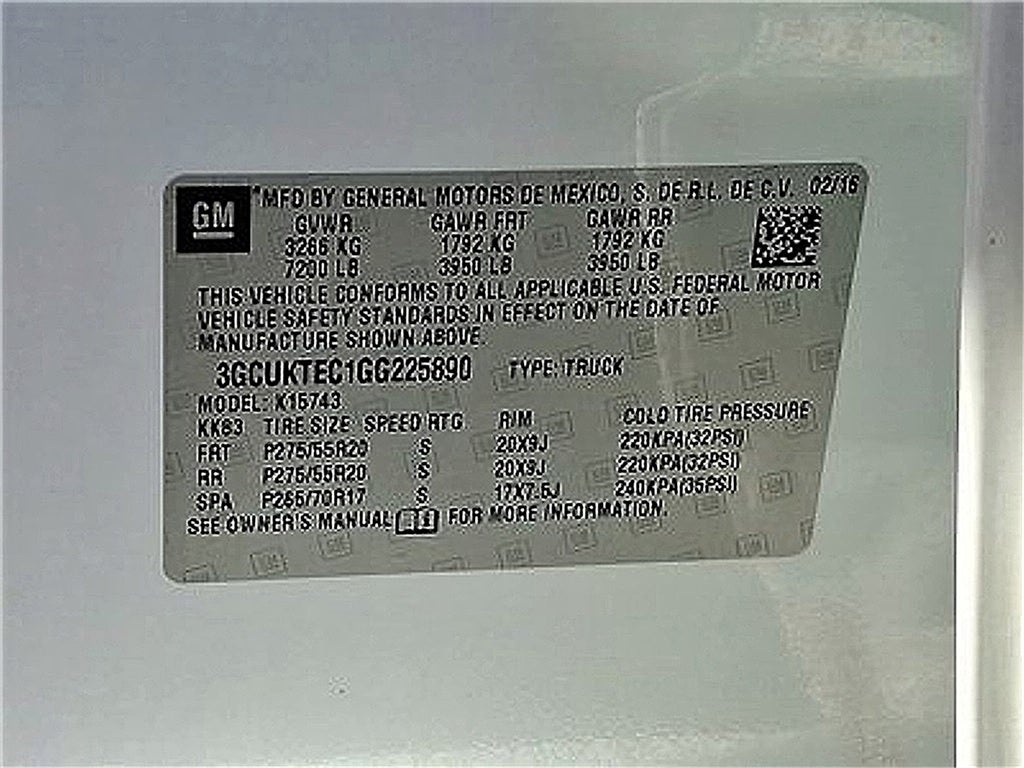 GM
MFD BY GENERAL MOTORS DE MEXICO, S. DE R.L. DE C.V. 02/16
GVWR GAWR FRT GAWR RR
3266 KG 1792 KG 1792 KG
7200 LB 3950 LB 3950 LB
THIS VEHICLE CONFORMS TO ALL APPLICABLE U.S. FEDERAL MOTOR
VEHICLE SAFETY STANDARDS IN EFFECT ON THE DATE OF
MANUFACTURE SHOWN ABOVE.
3GCUKTEC1GG225890 TYPE: TRUCK
MODEL: K15743
KK63 TIRE SIZE SPEED RTG RIM COLD TIRE PRESSURE
FRT P275/55R20 S 20X9J 220KPA(32PSI)
RR P275/55R20 S 20X9J 220KPA(32PSI)
SPA P265/70R17 S 17X7.5J 240KPA(35PSI)
SEE OWNER'S MANUAL FOR MORE INFORMATION.